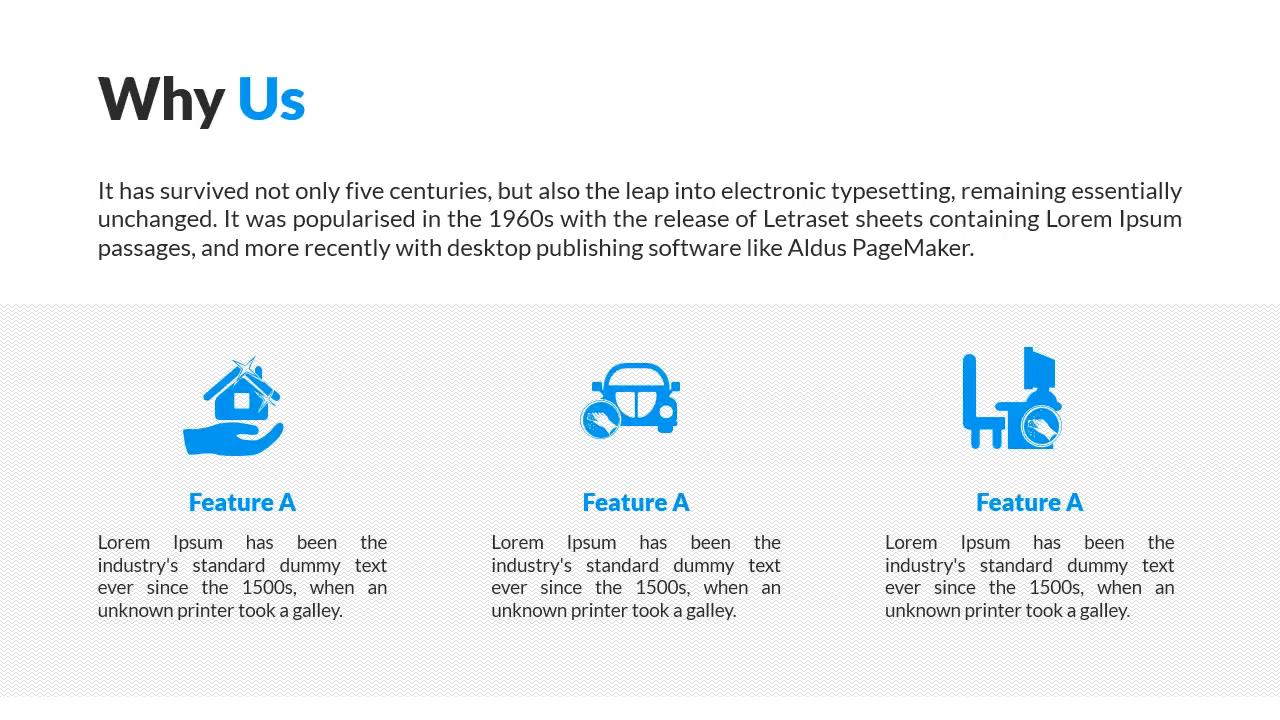 Why Us
It has survived not only five centuries, but also the leap into electronic typesetting, remaining essentially
unchanged. It was popularised in the 1960s with the release of Letraset sheets containing Lorem Ipsum
passages, and more recently with desktop publishing software like Aldus PageMaker.
Feature A
Lorem Ipsum has been the
industry's standard dummy text
ever since the 1500s, when an
unknown printer took a galley.
Feature A
Lorem Ipsum has been the
industry's standard dummy text
ever since the 1500s, when an
unknown printer took a galley.
Feature A
Lorem Ipsum has been the
industry's standard dummy text
ever since the 1500s, when an
unknown printer took a galley.